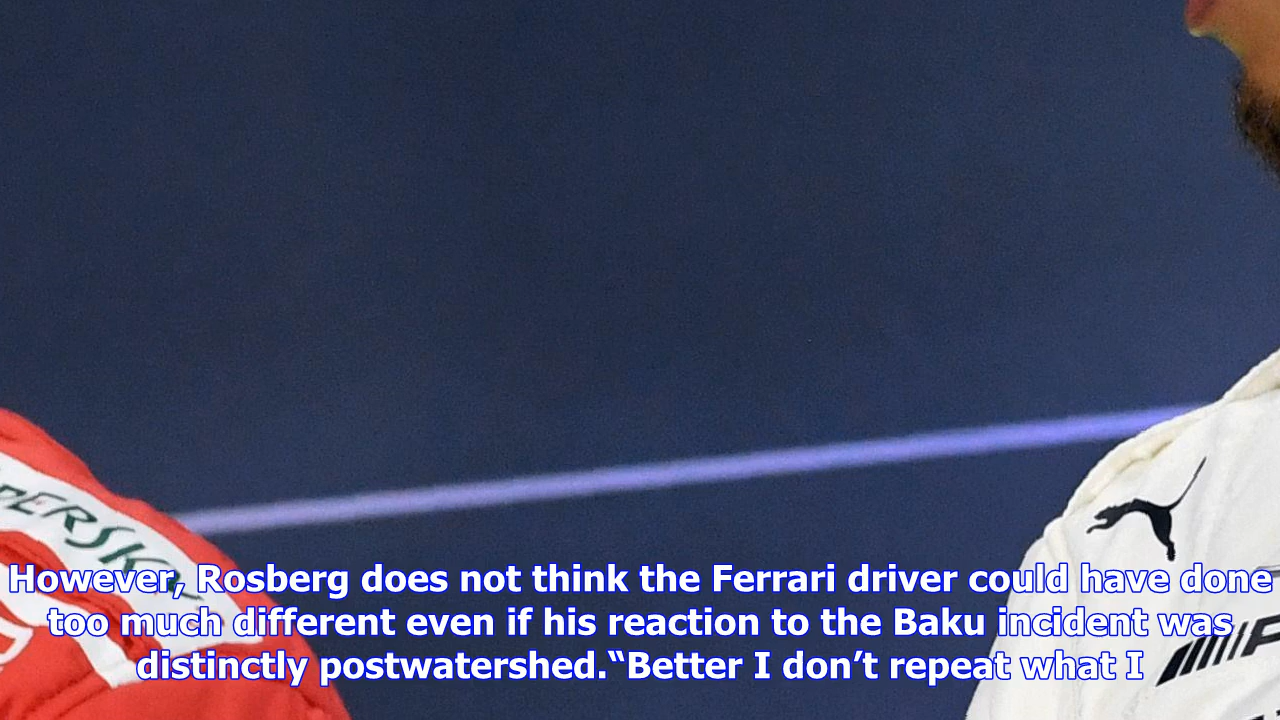 PERSKY
However, Rosberg does not think the Ferrari driver could have done
too much different even if his reaction to the Baku incident was
distinctly postwatershed.“Better I don’t repeat what I